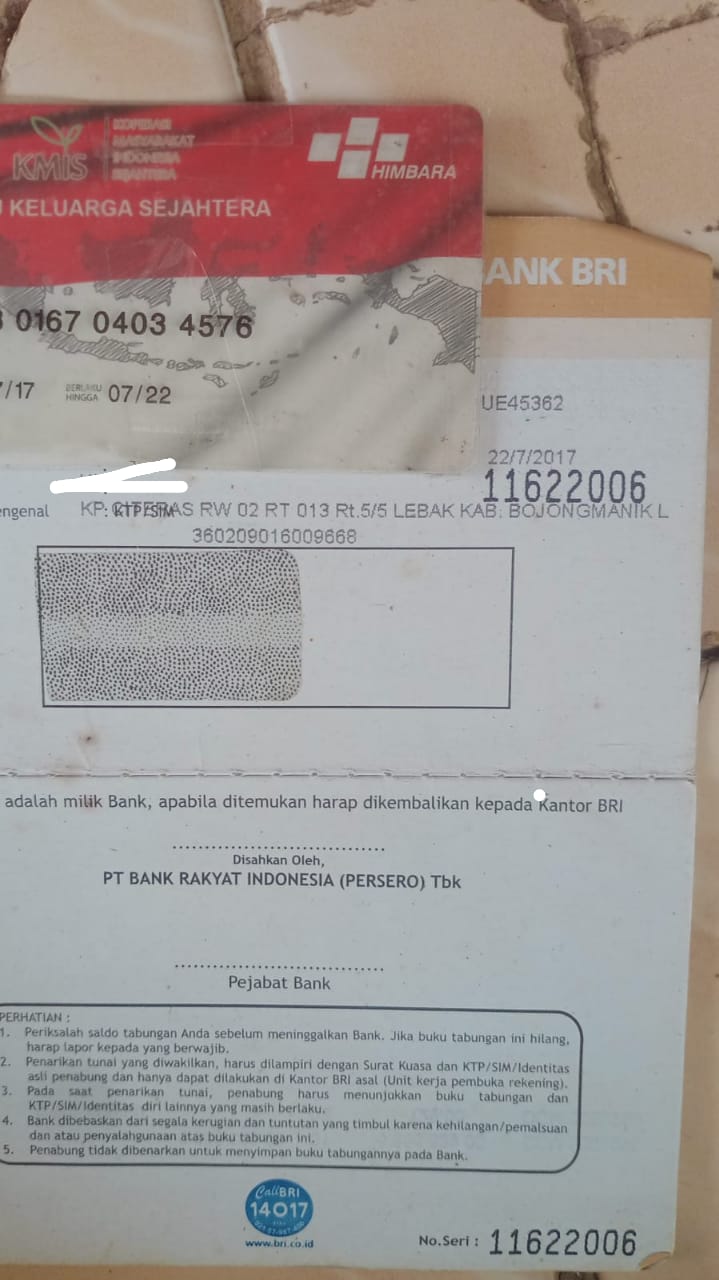 KMIS
KOPERASI
MASYARAKAT
INDONESIA
SEJAHTERA
HIMBARA
KELUARGA SEJAHTERA
0167 0403 4576
/17 BERLAKU HINGGA 07/22
ANK BRI
UE45362
22/7/2017
11622006
engenal : KTP/SIM
KP. CITERAS RW 02 RT 013 Rt.5/5 LEBAK KAB. BOJONGMANIK L
360209016009668
adalah milik Bank, apabila ditemukan harap dikembalikan kepada Kantor BRI
Disahkan Oleh,
PT BANK RAKYAT INDONESIA (PERSERO) Tbk
Pejabat Bank
PERHATIAN :
1. Periksalah saldo tabungan Anda sebelum meninggalkan Bank. Jika buku tabungan ini hilang,
harap lapor kepada yang berwajib.
2. Penarikan tunai yang diwakilkan, harus dilampiri dengan Surat Kuasa dan KTP/SIM/Identitas
asli penabung dan hanya dapat dilakukan di Kantor BRI asal (Unit kerja pembuka rekening).
3. Pada saat penarikan tunai, penabung harus menunjukkan buku tabungan dan
KTP/SIM/Identitas diri lainnya yang masih berlaku.
4. Bank dibebaskan dari segala kerugian dan tuntutan yang timbul karena kehilangan/pemalsuan
dan atau penyalahgunaan atas buku tabungan ini.
5. Penabung tidak dibenarkan untuk menyimpan buku tabungannya pada Bank.
CallBRI
14017
www.bri.co.id
No.Seri : 11622006